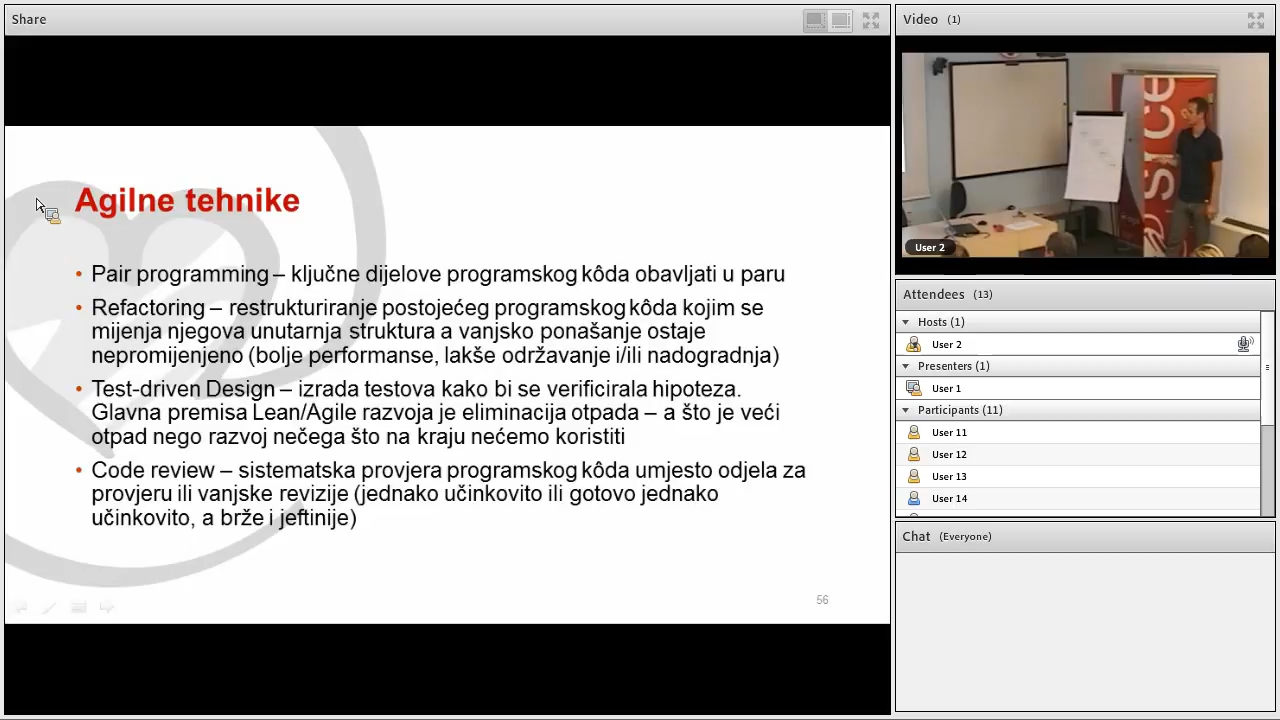 Share
Agilne tehnike
• Pair programming – ključne dijelove programskog kôda obavljati u paru
• Refactoring – restrukturiranje postojećeg programskog kôda kojim se
mijenja njegova unutarnja struktura a vanjsko ponašanje ostaje
nepromijenjeno (bolje performanse, lakše održavanje i/ili nadogradnja)
• Test-driven Design – izrada testova kako bi se verificirala hipoteza.
Glavna premisa Lean/Agile razvoja je eliminacija otpada – a što je veći
otpad nego razvoj nečega što na kraju nećemo koristiti
• Code review – sistematska provjera programskog kôda umjesto odjela za
provjeru ili vanjske revizije (jednako učinkovito ili gotovo jednako
učinkovito, a brže i jeftinije)
56
Video (1)
srce
User 2
Attendees (13)
Hosts (1)
User 2
Presenters (1)
User 1
Participants (11)
User 11
User 12
User 13
User 14
Chat (Everyone)